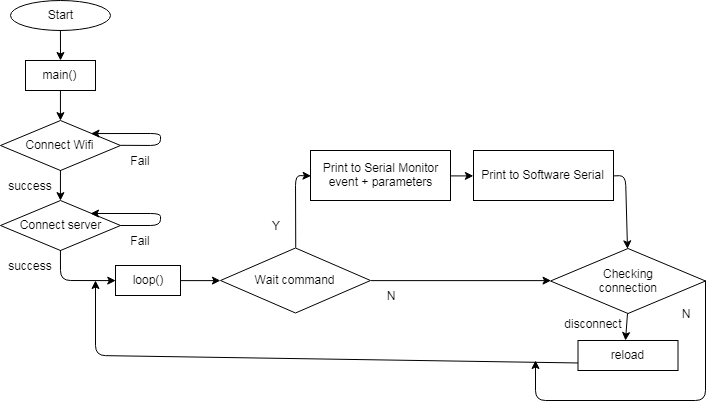 Start
main()
Connect Wifi
Fail
success
Connect server
Fail
success
loop()
Wait command
Y
N
Print to Serial Monitor
event + parameters
Print to Software Serial
Checking
connection
N
disconnect
reload